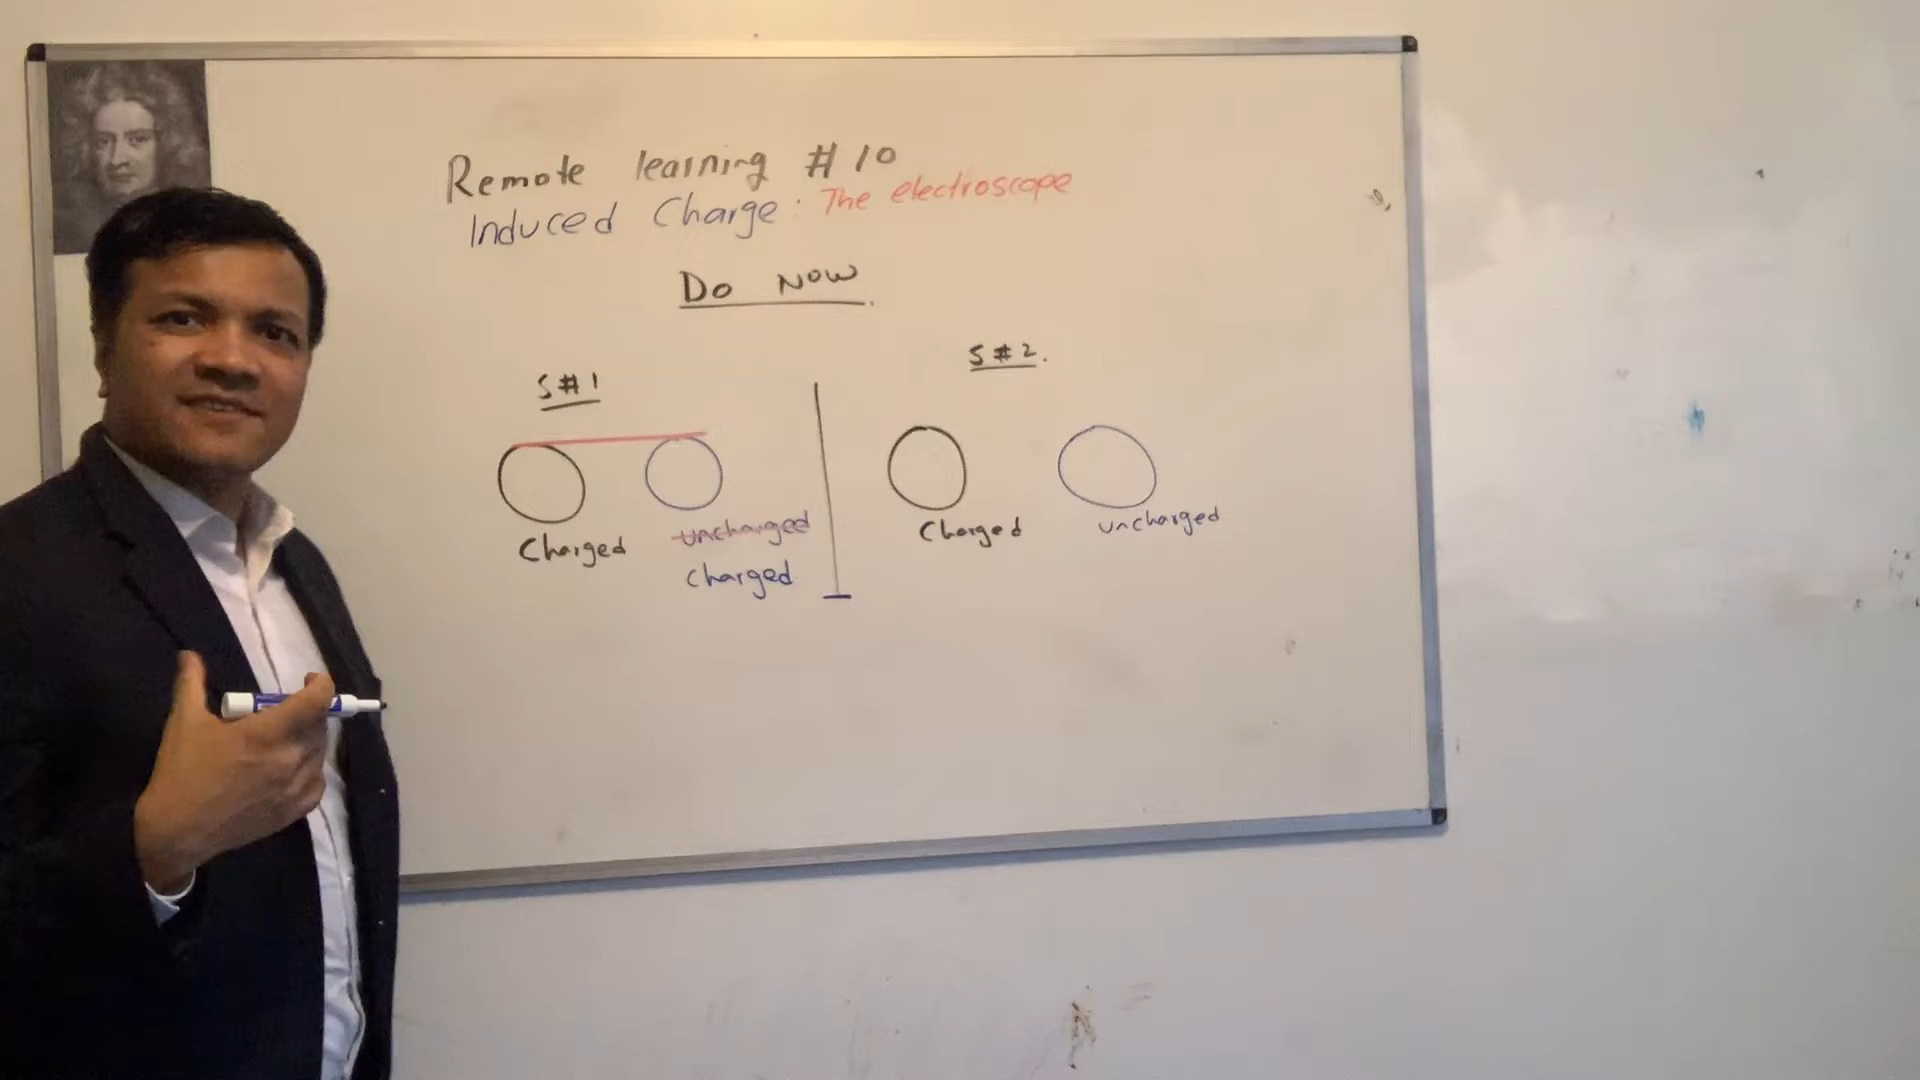 Remote learning #10
Induced Charge: The electroscope
Do Now
S#1
Charged
uncharged
charged
S#2.
Charged
uncharged